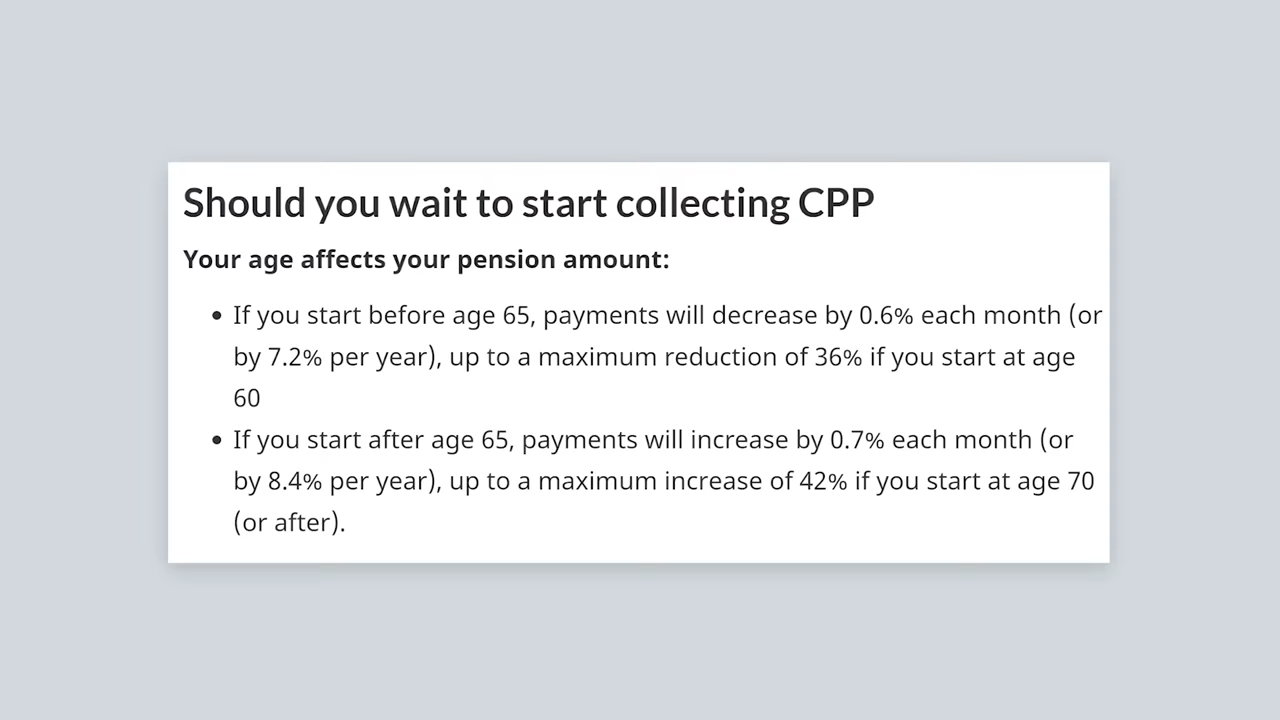 Should you wait to start collecting CPP
Your age affects your pension amount:
• If you start before age 65, payments will decrease by 0.6% each month (or
by 7.2% per year), up to a maximum reduction of 36% if you start at age
60
• If you start after age 65, payments will increase by 0.7% each month (or
by 8.4% per year), up to a maximum increase of 42% if you start at age 70
(or after).